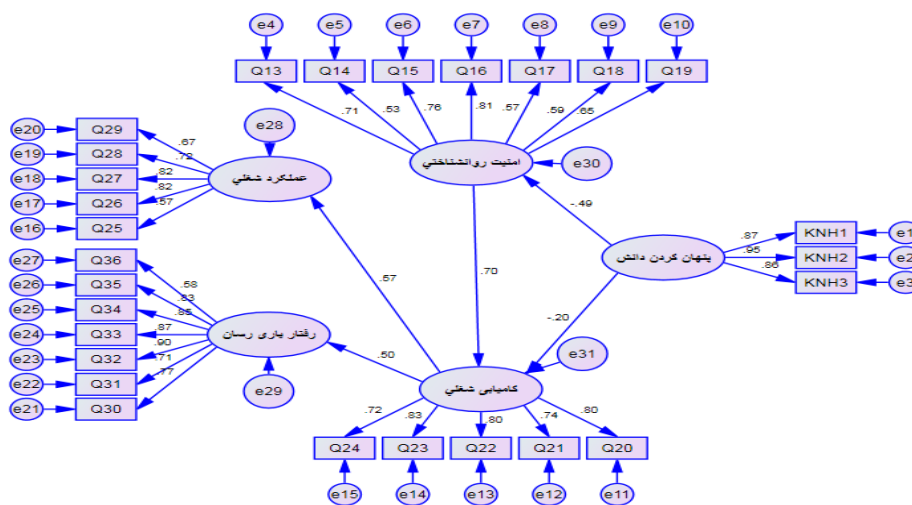 e4 e5 e6 e7 e8 e9 e10
Q13 Q14 Q15 Q16 Q17 Q18 Q19
.71 .53 .76 .81 .57 .59 .65
امنیت روانشناختی
e30
e28
عملکرد شغلی
e20 Q29 .67
e19 Q28 .72
e18 Q27 .82
e17 Q26 .82
e16 Q25 .57
-.49
پنهان کردن دانش
.87 KNH1 e1
.95 KNH2 e2
.86 KNH3 e3
.57
.70
-.20
e27 Q36 .58
e26 Q35 .83
e25 Q34 .85
e24 Q33 .87
e23 Q32 .90
e22 Q31 .71
e21 Q30 .77
رفتار یاری رسان
e29
.50
e31
کامیابی شغلی
.72 .83 .80 .74 .80
Q24 Q23 Q22 Q21 Q20
e15 e14 e13 e12 e11